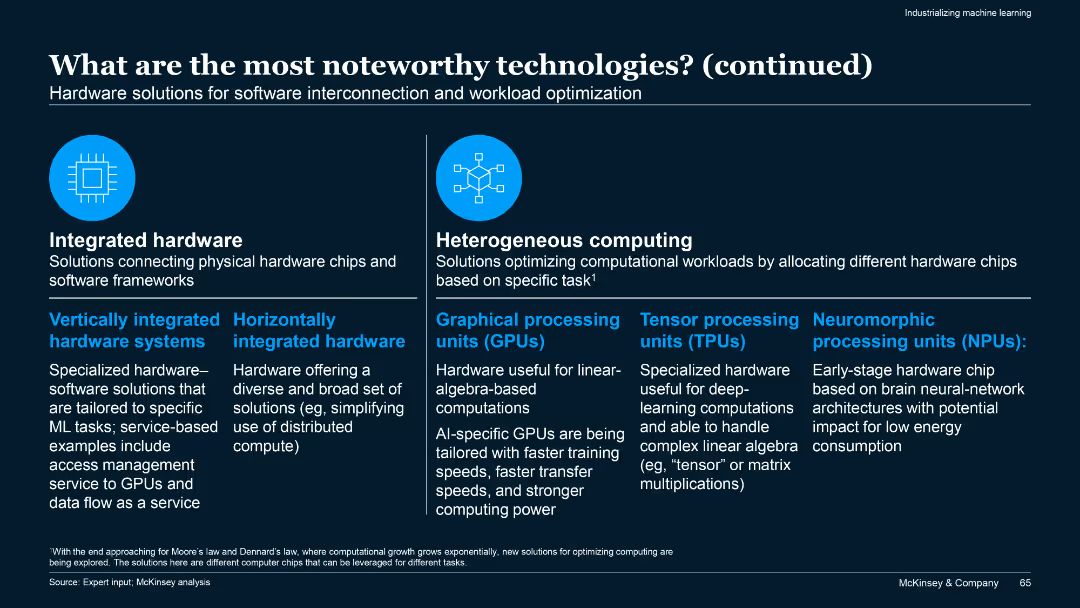 Industrializing machine learning
What are the most noteworthy technologies? (continued)
Hardware solutions for software interconnection and workload optimization
Integrated hardware
Solutions connecting physical hardware chips and
software frameworks
Vertically integrated
hardware systems
Specialized hardware–
software solutions that
are tailored to specific
ML tasks; service-based
examples include
access management
service to GPUs and
data flow as a service
Horizontally
integrated hardware
Hardware offering a
diverse and broad set of
solutions (eg, simplifying
use of distributed
compute)
Heterogeneous computing
Solutions optimizing computational workloads by allocating different hardware chips
based on specific task¹
Graphical processing
units (GPUs)
Hardware useful for linear-
algebra-based
computations
AI-specific GPUs are being
tailored with faster training
speeds, faster transfer
speeds, and stronger
computing power
Tensor processing
units (TPUs)
Specialized hardware
useful for deep-
learning computations
and able to handle
complex linear algebra
(eg, “tensor” or matrix
multiplications)
Neuromorphic
processing units (NPUs):
Early-stage hardware chip
based on brain neural-network
architectures with potential
impact for low energy
consumption
¹With the end approaching for Moore’s law and Dennard’s law, where computational growth grows exponentially, new solutions for optimizing computing are
being explored. The solutions here are different computer chips that can be leveraged for different tasks.
Source: Expert input; McKinsey analysis
McKinsey & Company 65